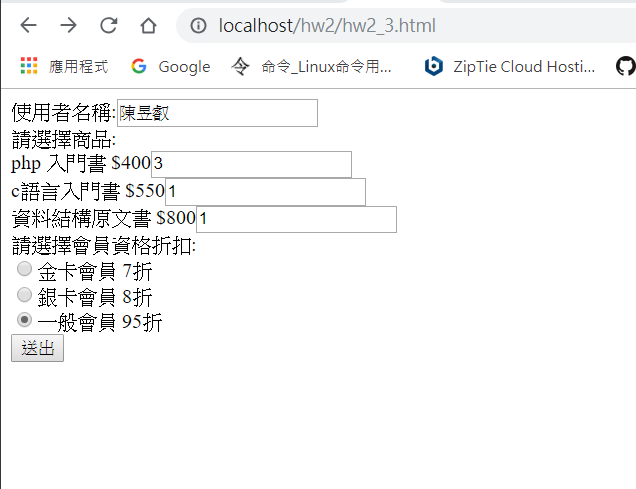 localhost/hw2/hw2_3.html
應用程式 Google 命令_Linux命令用... ZipTie Cloud Hosti...
使用者名稱:陳昱叡
請選擇商品:
php 入門書 $400 3
c語言入門書 $550 1
資料結構原文書 $800 1
請選擇會員資格折扣:
金卡會員 7折
銀卡會員 8折
一般會員 95折
送出